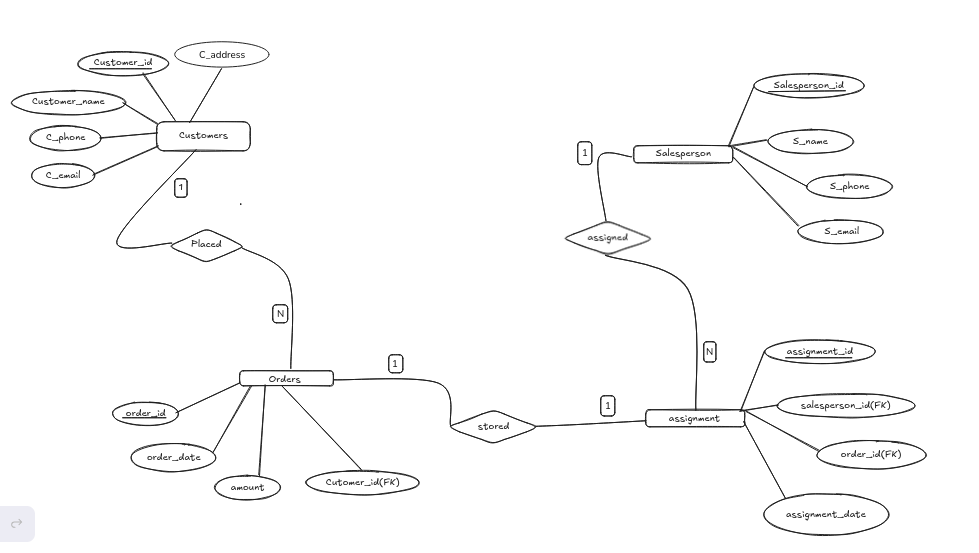 Customer_id
C_address
Customer_name
C_phone
C_email
Customers
1
Placed
N
Salesperson_id
S_name
S_phone
S_email
Salesperson
1
assigned
N
Orders
order_id
order_date
amount
Cutomer_id(FK)
1
stored
1
assignment
assignment_id
salesperson_id(FK)
order_id(FK)
assignment_date